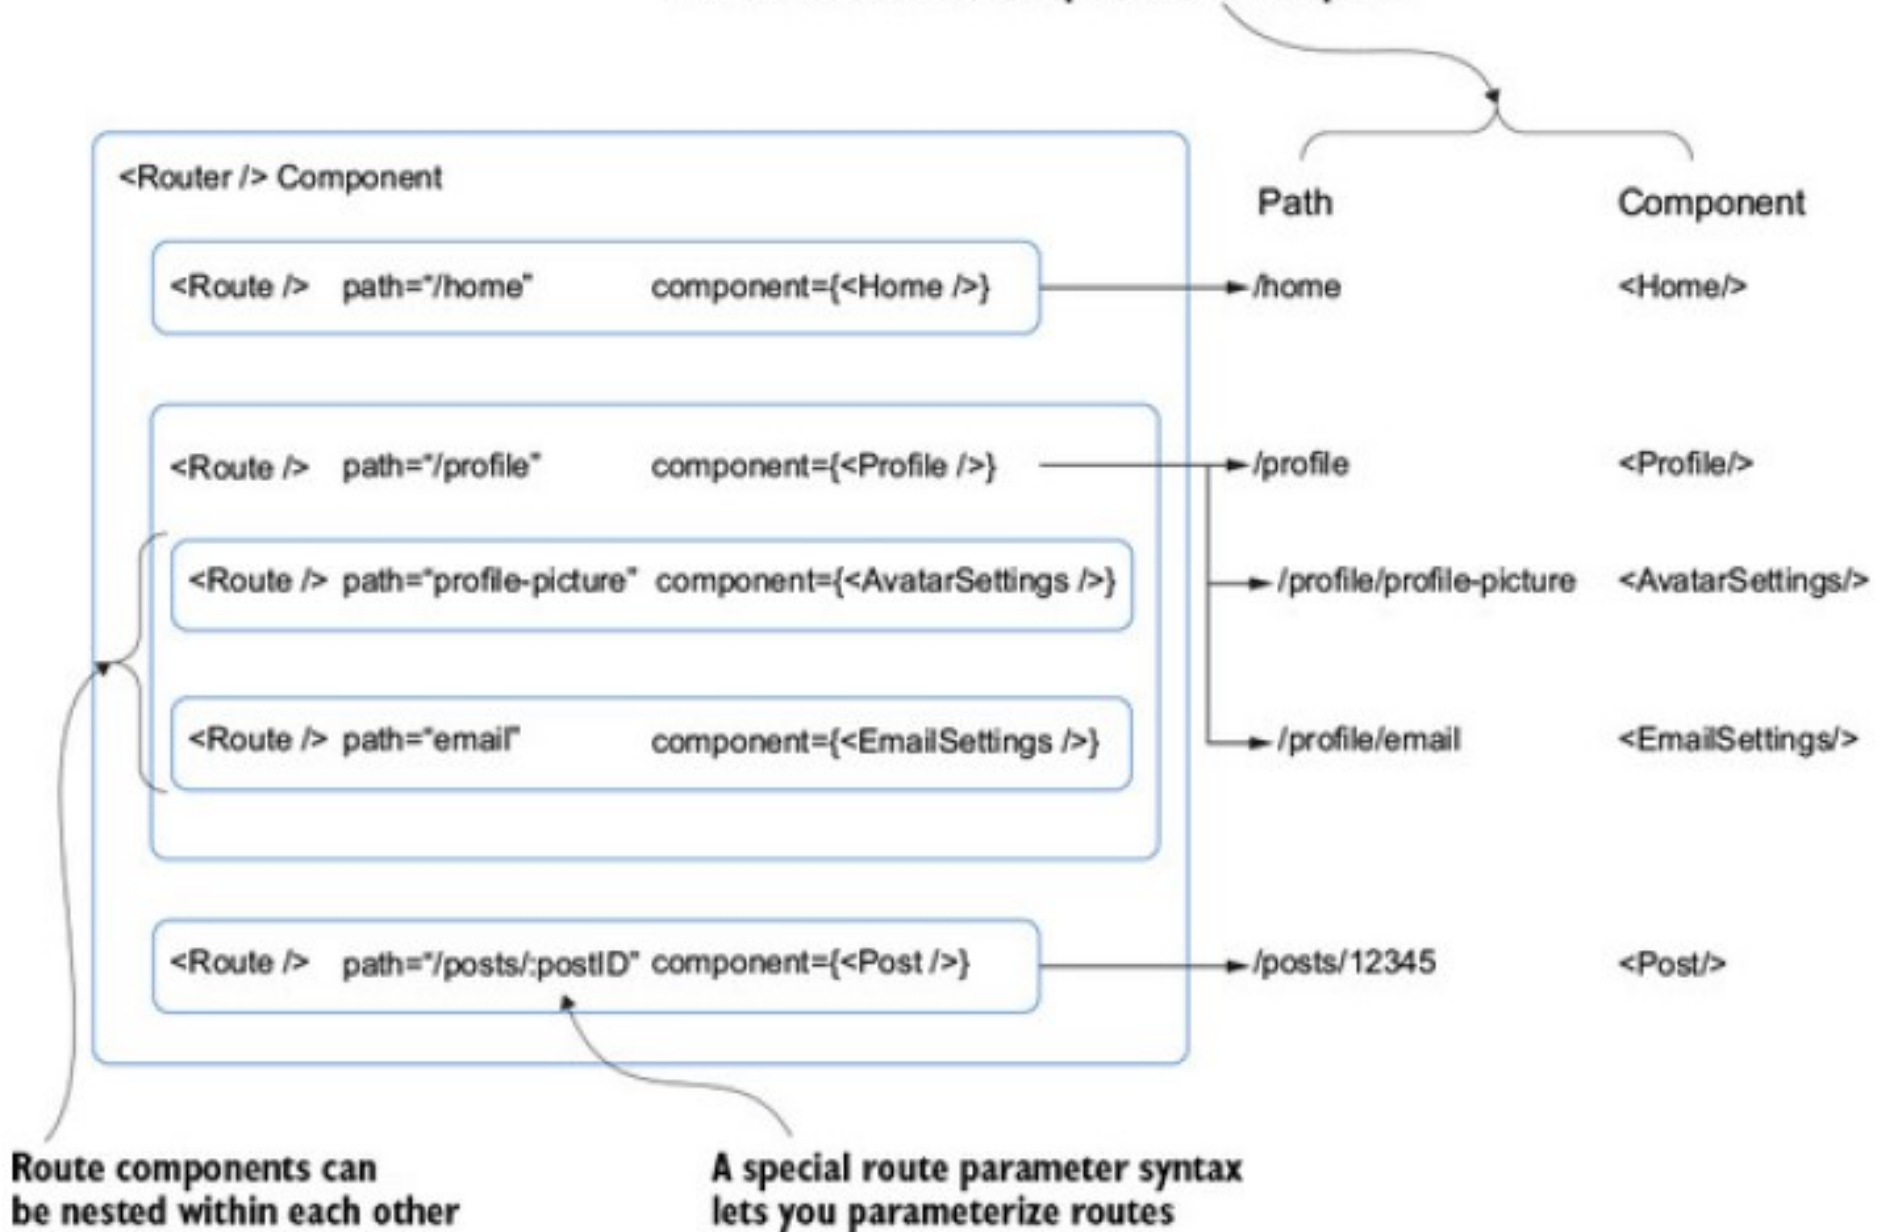 <Router /> Component
Path Component
<Route /> path="/home" component={<Home />} /home <Home/>
<Route /> path="/profile" component={<Profile />} /profile <Profile/>
<Route /> path="profile-picture" component={<AvatarSettings />} /profile/profile-picture <AvatarSettings/>
<Route /> path="email" component={<EmailSettings />} /profile/email <EmailSettings/>
<Route /> path="/posts/:postID" component={<Post />} /posts/12345 <Post/>
Route components can
be nested within each other
A special route parameter syntax
lets you parameterize routes